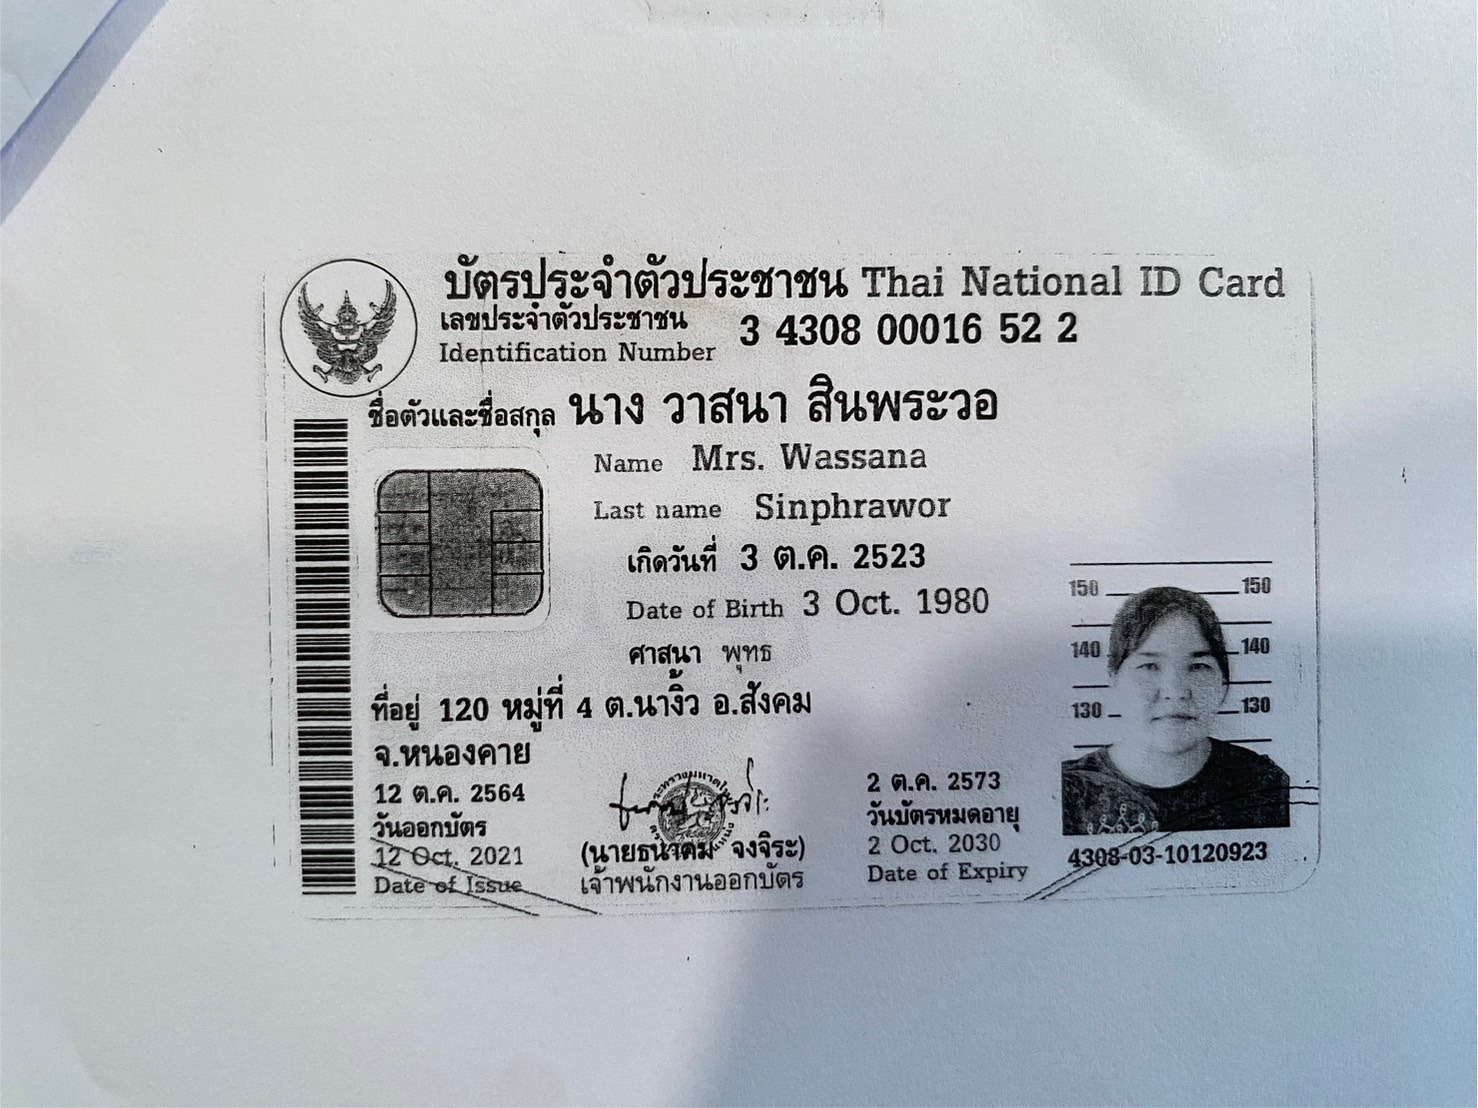 บัตรประจำตัวประชาชน Thai National ID Card
เลขประจำตัวประชาชน
Identification Number 3 4308 00016 52 2
ชื่อตัวและชื่อสกุล นาง วาสนา สินพระวอ
Name Mrs. Wassana
Last name Sinphrawor
เกิดวันที่ 3 ต.ค. 2523
Date of Birth 3 Oct. 1980
ศาสนา พุทธ
ที่อยู่ 120 หมู่ที่ 4 ต.นางิ้ว อ.สังคม
จ.หนองคาย
12 ต.ค. 2564
วันออกบัตร
12 Oct. 2021
Date of Issue
(นายธนาคม จงจิระ)
เจ้าพนักงานออกบัตร
2 ต.ค. 2573
วันบัตรหมดอายุ
2 Oct. 2030
Date of Expiry
150 150
140 140
130 130
4308-03-10120923